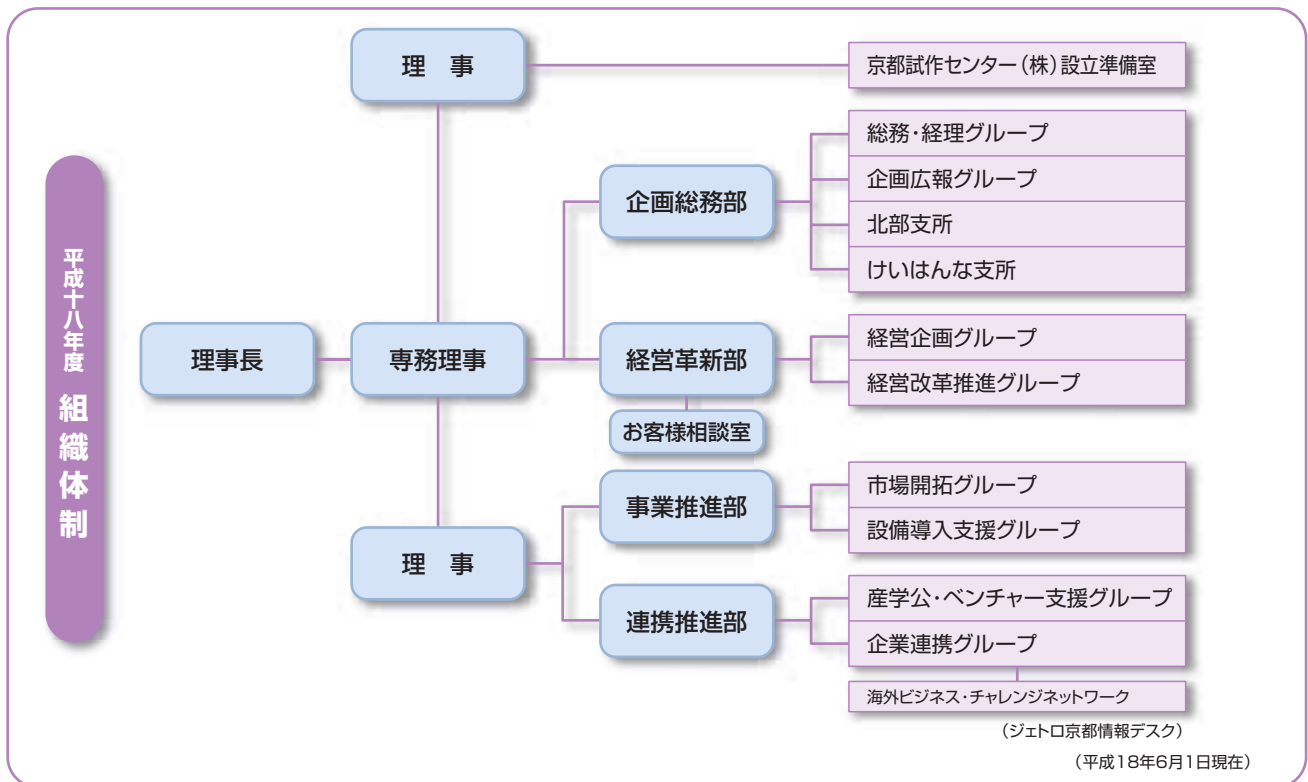 平成十八年度 組織体制
理事長
理　事
専務理事
理　事
京都試作センター(株)設立準備室
企画総務部
総務・経理グループ
企画広報グループ
北部支所
けいはんな支所
経営革新部
お客様相談室
経営企画グループ
経営改革推進グループ
事業推進部
市場開拓グループ
設備導入支援グループ
連携推進部
産学公・ベンチャー支援グループ
企業連携グループ
海外ビジネス・チャレンジネットワーク
(ジェトロ京都情報デスク)
(平成18年6月1日現在)